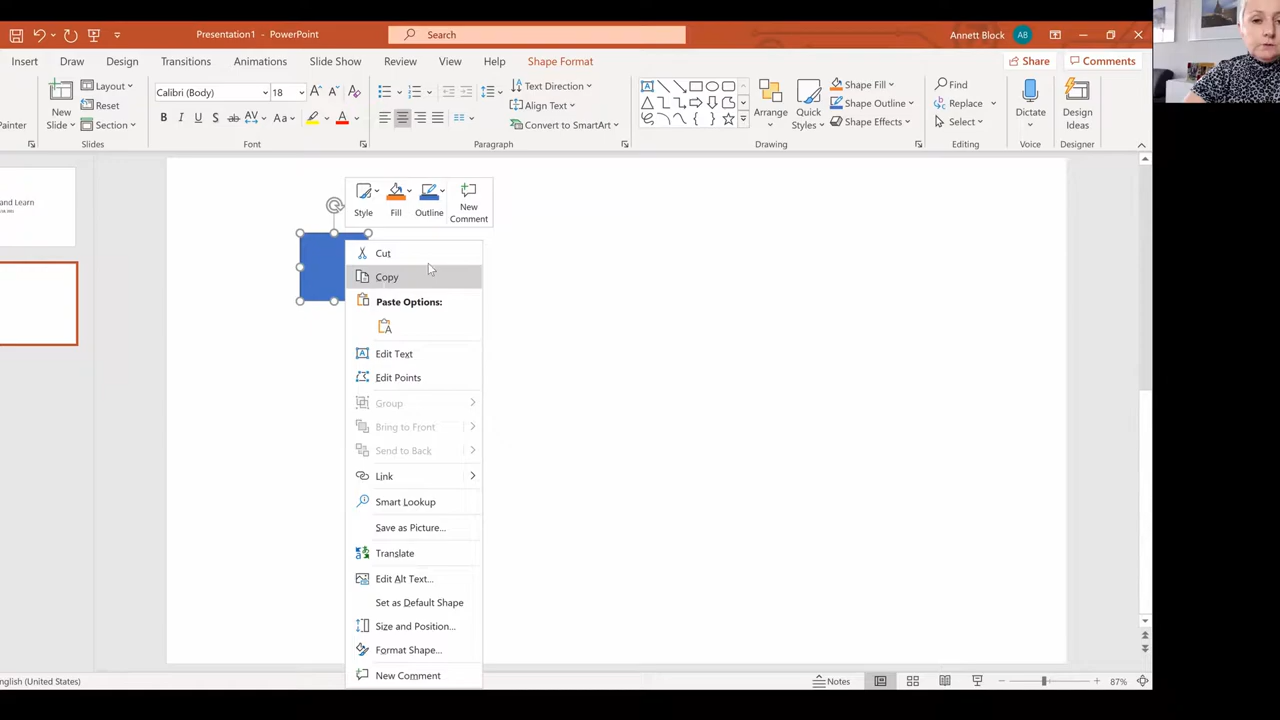 Presentation1 - PowerPoint
Search
Annett Block
AB
Insert
Draw
Design
Transitions
Animations
Slide Show
Review
View
Help
Shape Format
Share
Comments
Painter
New
Slide
Layout
Reset
Section
Slides
Calibri (Body)
18
B I U S ab AV Aa
A
Font
Text Direction
Align Text
Convert to SmartArt
Paragraph
Arrange
Quick
Styles
Shape Fill
Shape Outline
Shape Effects
Drawing
Find
Replace
Select
Editing
Dictate
Voice
Design
Ideas
Designer
and Learn
Style
Fill
Outline
New
Comment
Cut
Copy
Paste Options:
Edit Text
Edit Points
Group
Bring to Front
Send to Back
Link
Smart Lookup
Save as Picture...
Translate
Edit Alt Text...
Set as Default Shape
Size and Position...
Format Shape...
New Comment
nglish (United States)
Notes
87%